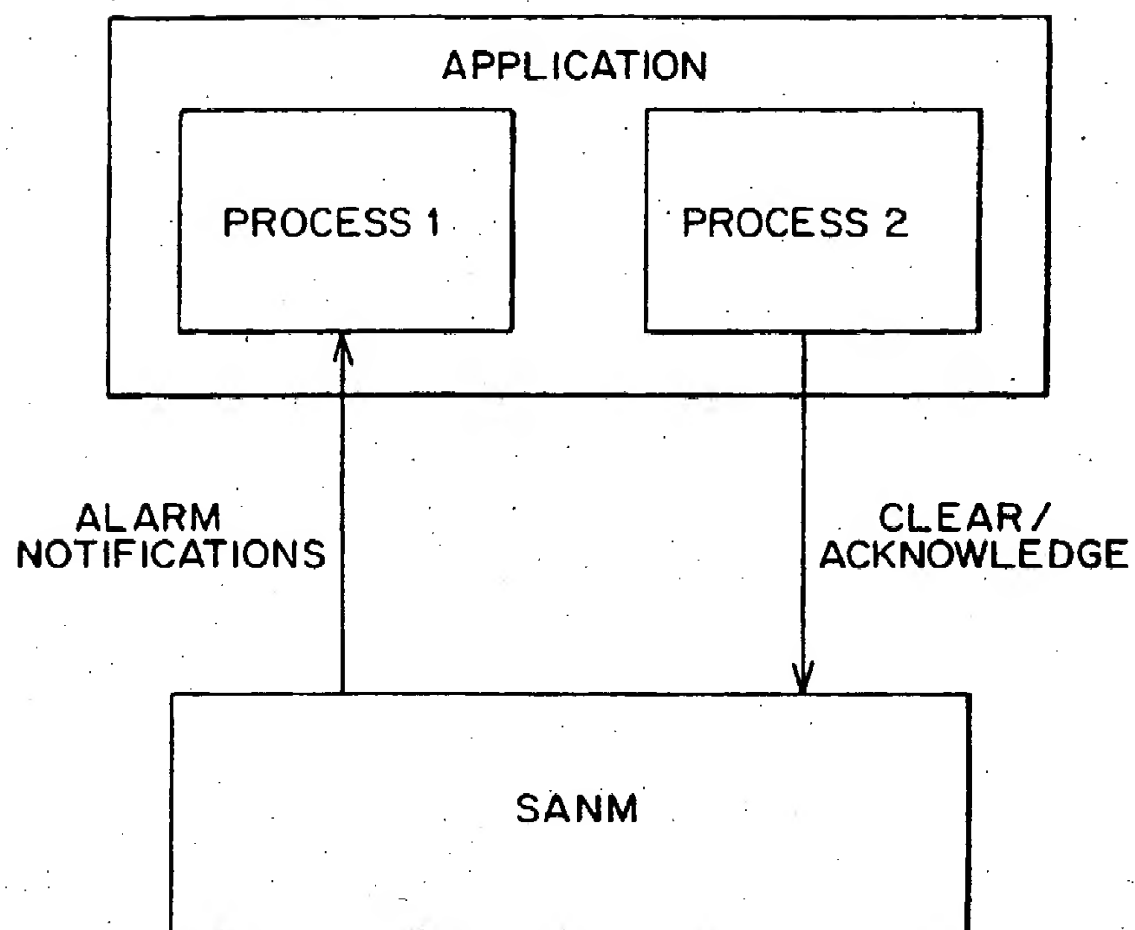 APPLICATION
PROCESS 1
PROCESS 2
ALARM
NOTIFICATIONS
CLEAR/
ACKNOWLEDGE
SANM